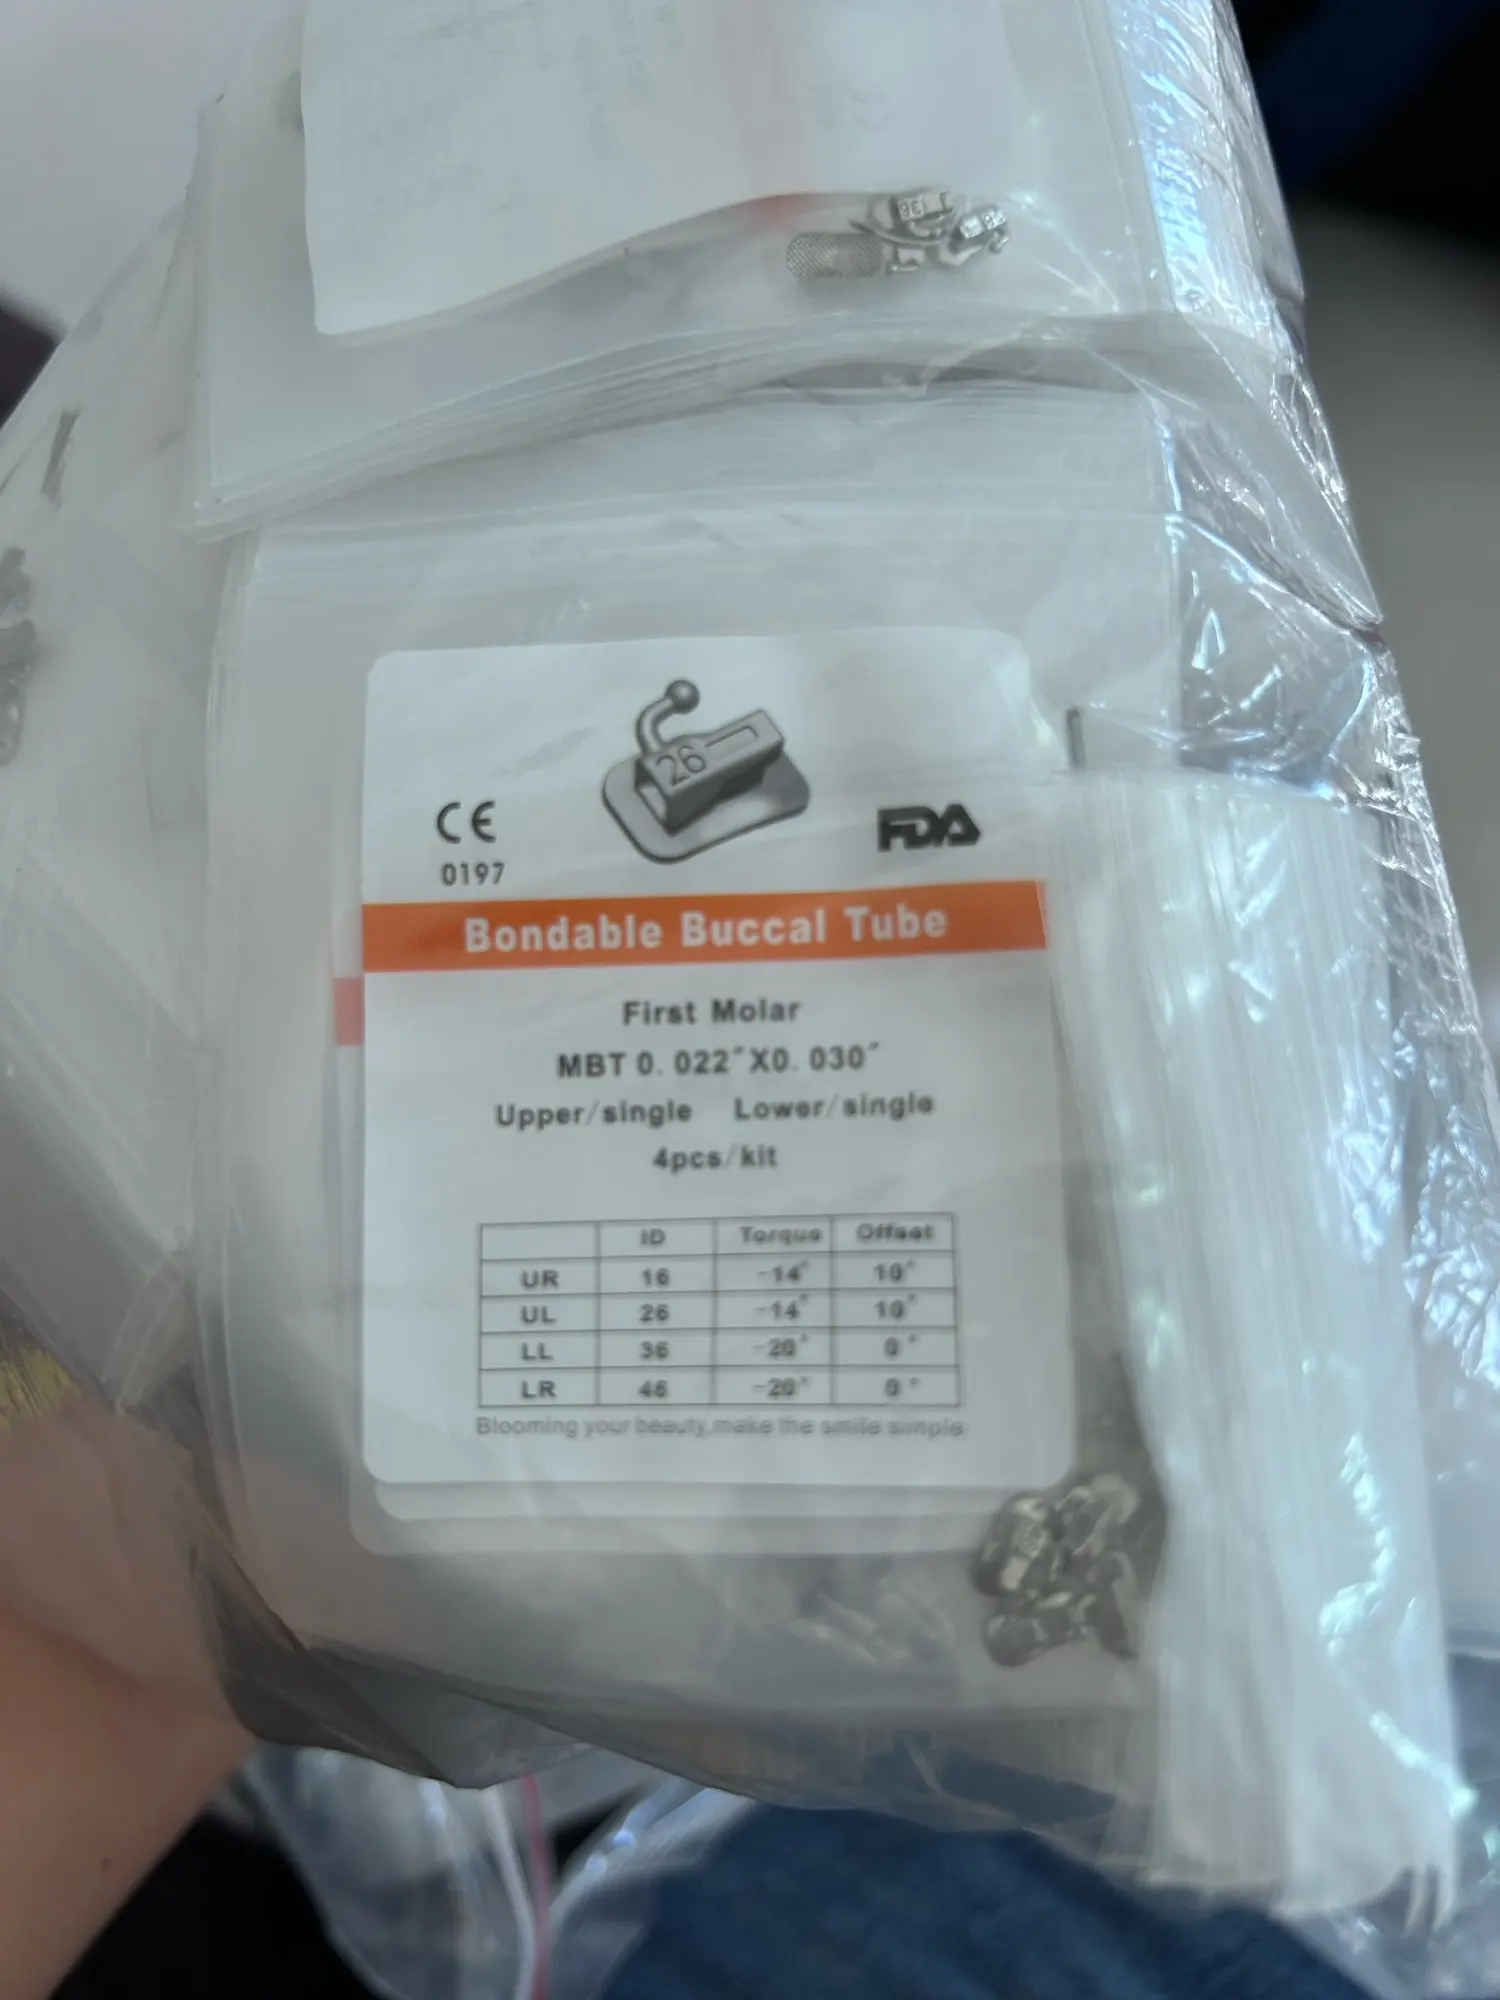 136
26
CE
0197
FDA
Bondable Buccal Tube
First Molar
MBT 0.022"X0.030"
Upper/single Lower/single
4pcs/kit
ID Torque Offset
UR 16 -14° 10°
UL 26 -14° 10°
LL 36 -20° 0°
LR 46 -20° 0°
Blooming your beauty,make the smile simple